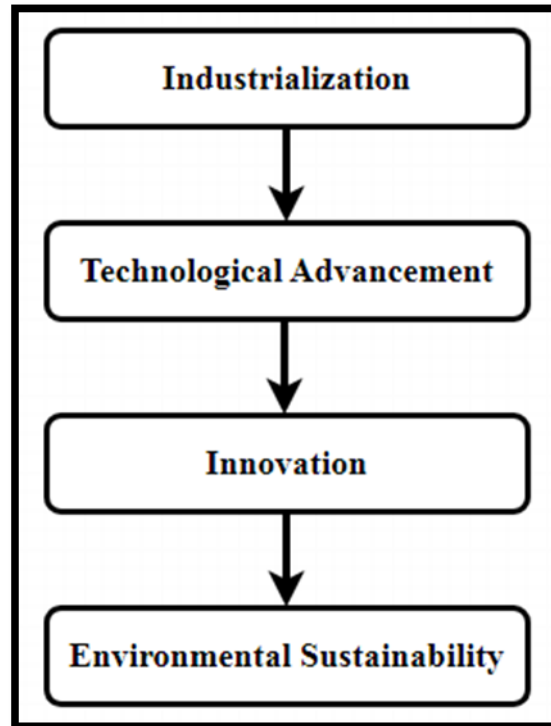 Industrialization
Technological Advancement
Innovation
Environmental Sustainability